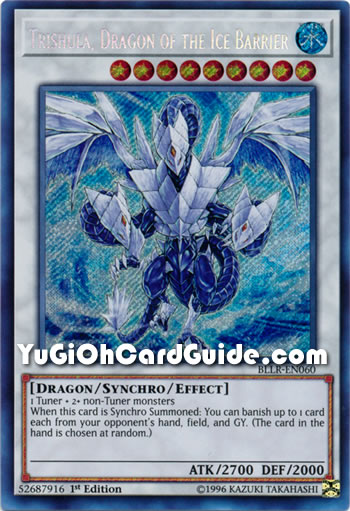 Trishula, Dragon of the Ice Barrier
YuGiOhCardGuide.com
BLLR-EN060
[Dragon/Synchro/Effect]
1 Tuner + 2+ non-Tuner monsters
When this card is Synchro Summoned: You can banish up to 1 card
each from your opponent's hand, field, and GY. (The card in
the hand is chosen at random.)
ATK/2700 DEF/2000
52687916 1st Edition ©1996 KAZUKI TAKAHASHI